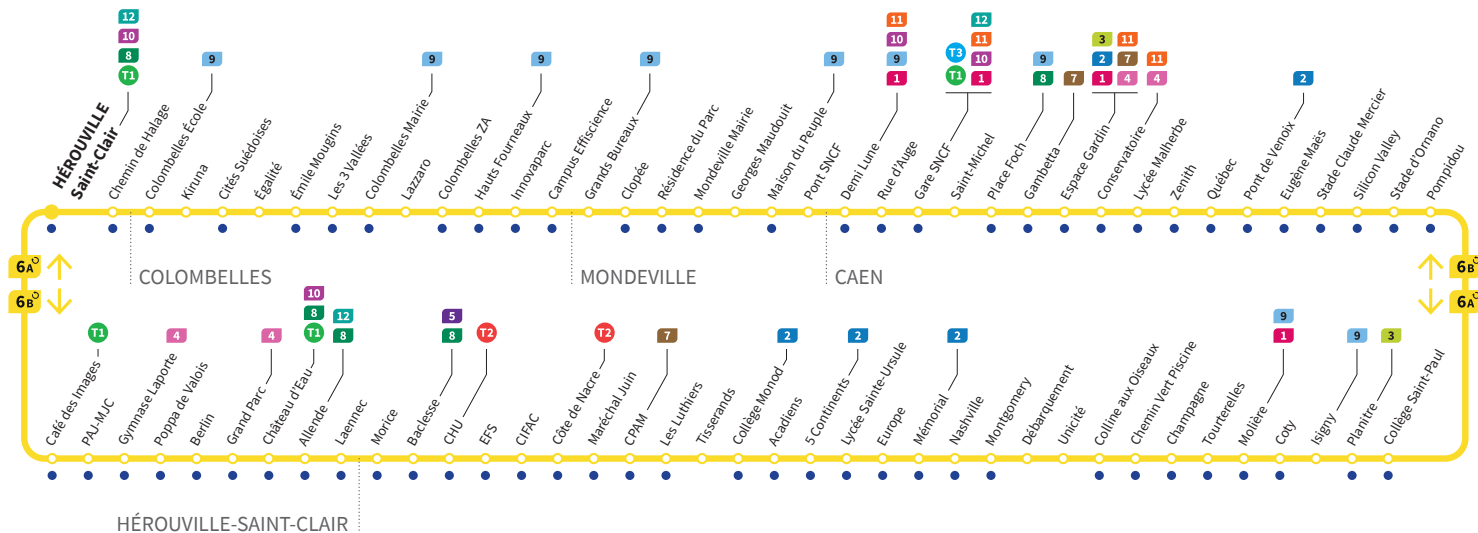 12
10
8
T1
9
9
9
9
9
11
10
9
1
T3
T1
12
11
10
1
9
8
7
3
2
1
11
7
4
11
4
2
HÉROUVILLE
Saint-Clair
Chemin de Halage
Colombelles École
Kiruna
Cités Suédoises
Égalité
Émile Mougins
Les 3 Vallées
Colombelles Mairie
Lazzaro
Colombelles ZA
Hauts Fourneaux
Innovaparc
Campus Effiscience
Grands Bureaux
Clopée
Résidence du Parc
Mondeville Mairie
Georges Maudouit
Maison du Peuple
Pont SNCF
Demi Lune
Rue d'Auge
Gare SNCF
Saint-Michel
Place Foch
Gambetta
Espace Gardin
Conservatoire
Lycée Malherbe
Zenith
Québec
Pont de Venoix
Eugène Maës
Stade Claude Mercier
Silicon Valley
Stade d'Ornano
Pompidou
COLOMBELLES
MONDEVILLE
CAEN
6A
6B
6B
6A
T1
4
4
10
8
T1
12
8
5
8
T2
T2
7
2
2
2
9
1
9
3
Café des Images
PAJ-MJC
Gymnase Laporte
Poppa de Valois
Berlin
Grand Parc
Château d'Eau
Allende
Laennec
Morice
Baclesse
CHU
EFS
CIFAC
Côte de Nacre
Maréchal Juin
CPAM
Les Luthiers
Tisserands
Collège Monod
Acadiens
5 Continents
Lycée Sainte-Ursule
Europe
Mémorial
Nashville
Montgomery
Débarquement
Unicité
Colline aux Oiseaux
Chemin Vert Piscine
Champagne
Tourterelles
Molière
Coty
Isigny
Planitre
Collège Saint-Paul
HÉROUVILLE-SAINT-CLAIR